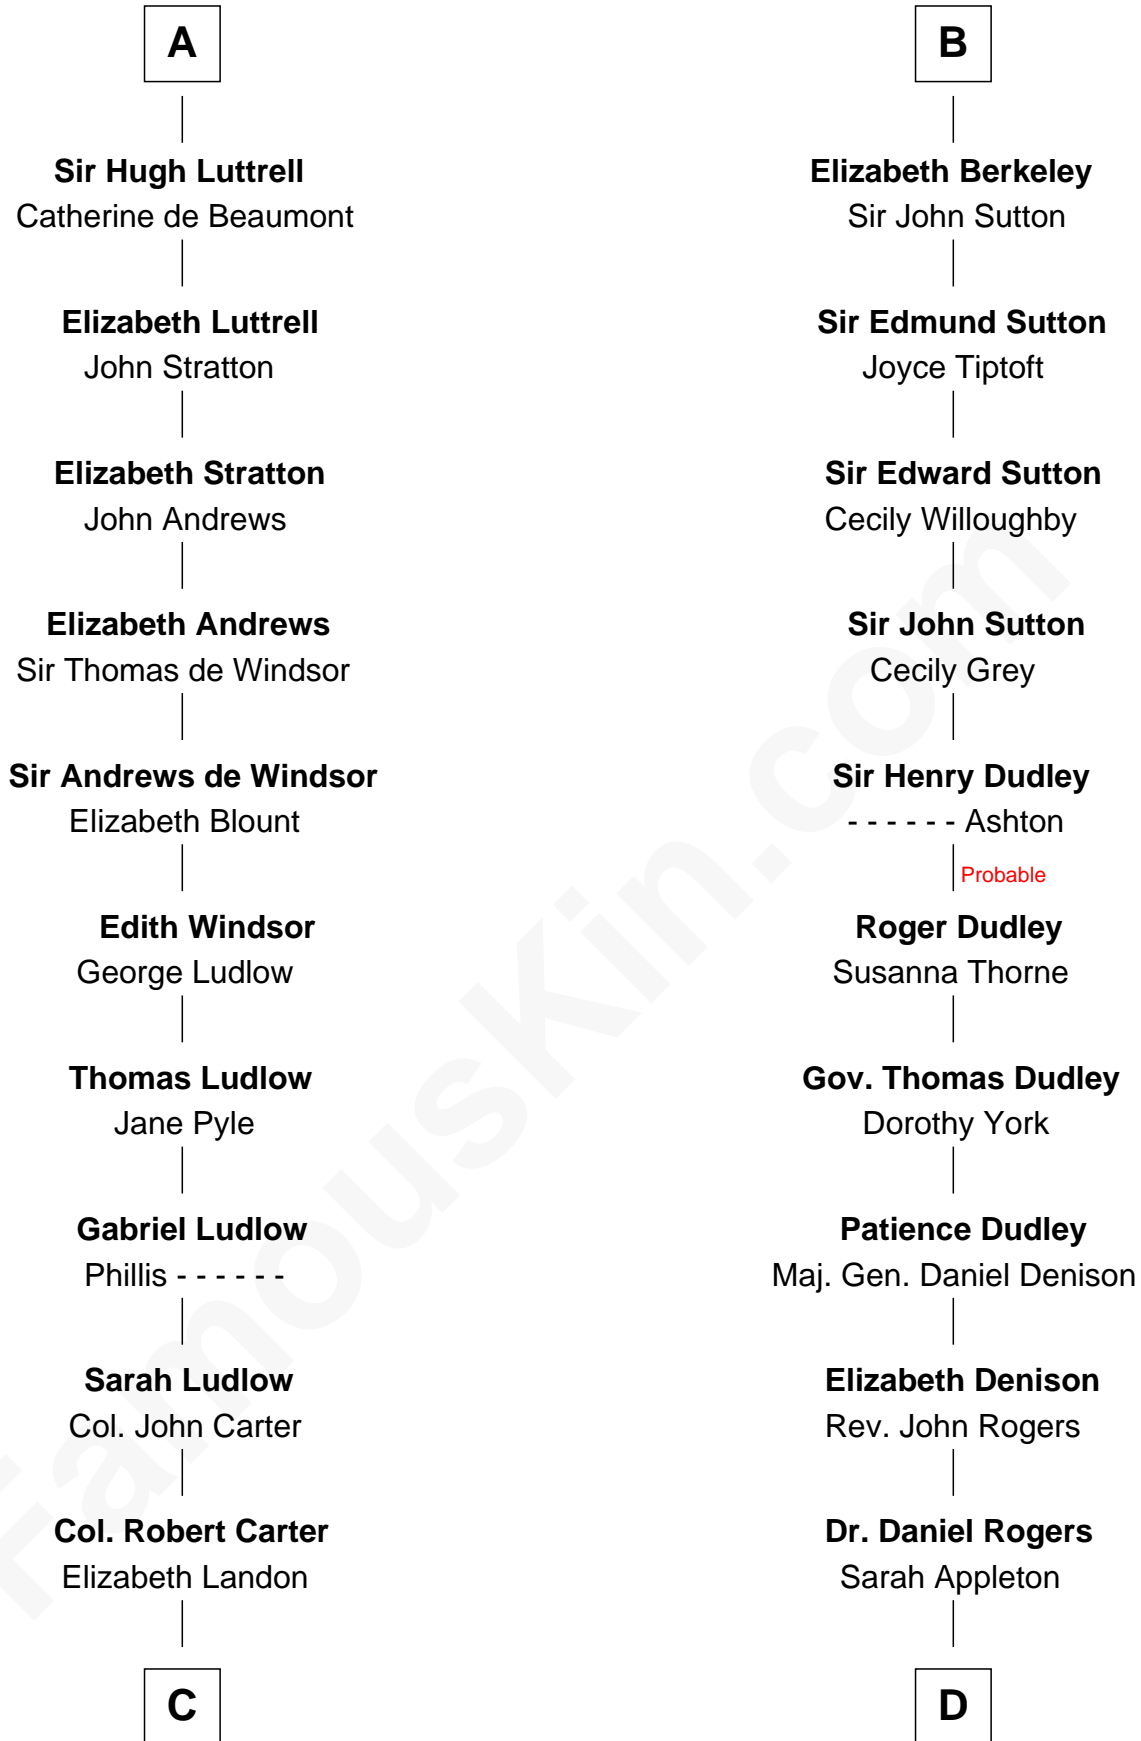 A
Sir Hugh Luttrell
Catherine de Beaumont
Elizabeth Luttrell
John Stratton
Elizabeth Stratton
John Andrews
Elizabeth Andrews
Sir Thomas de Windsor
Sir Andrews de Windsor
Elizabeth Blount
Edith Windsor
George Ludlow
Thomas Ludlow
Jane Pyle
Gabriel Ludlow
Phillis - - - - - -
Sarah Ludlow
Col. John Carter
Col. Robert Carter
Elizabeth Landon
C
B
Elizabeth Berkeley
Sir John Sutton
Sir Edmund Sutton
Joyce Tiptoft
Sir Edward Sutton
Cecily Willoughby
Sir John Sutton
Cecily Grey
Sir Henry Dudley
- - - - - - Ashton
Probable
Roger Dudley
Susanna Thorne
Gov. Thomas Dudley
Dorothy York
Patience Dudley
Maj. Gen. Daniel Denison
Elizabeth Denison
Rev. John Rogers
Dr. Daniel Rogers
Sarah Appleton
D
FamousKin.com